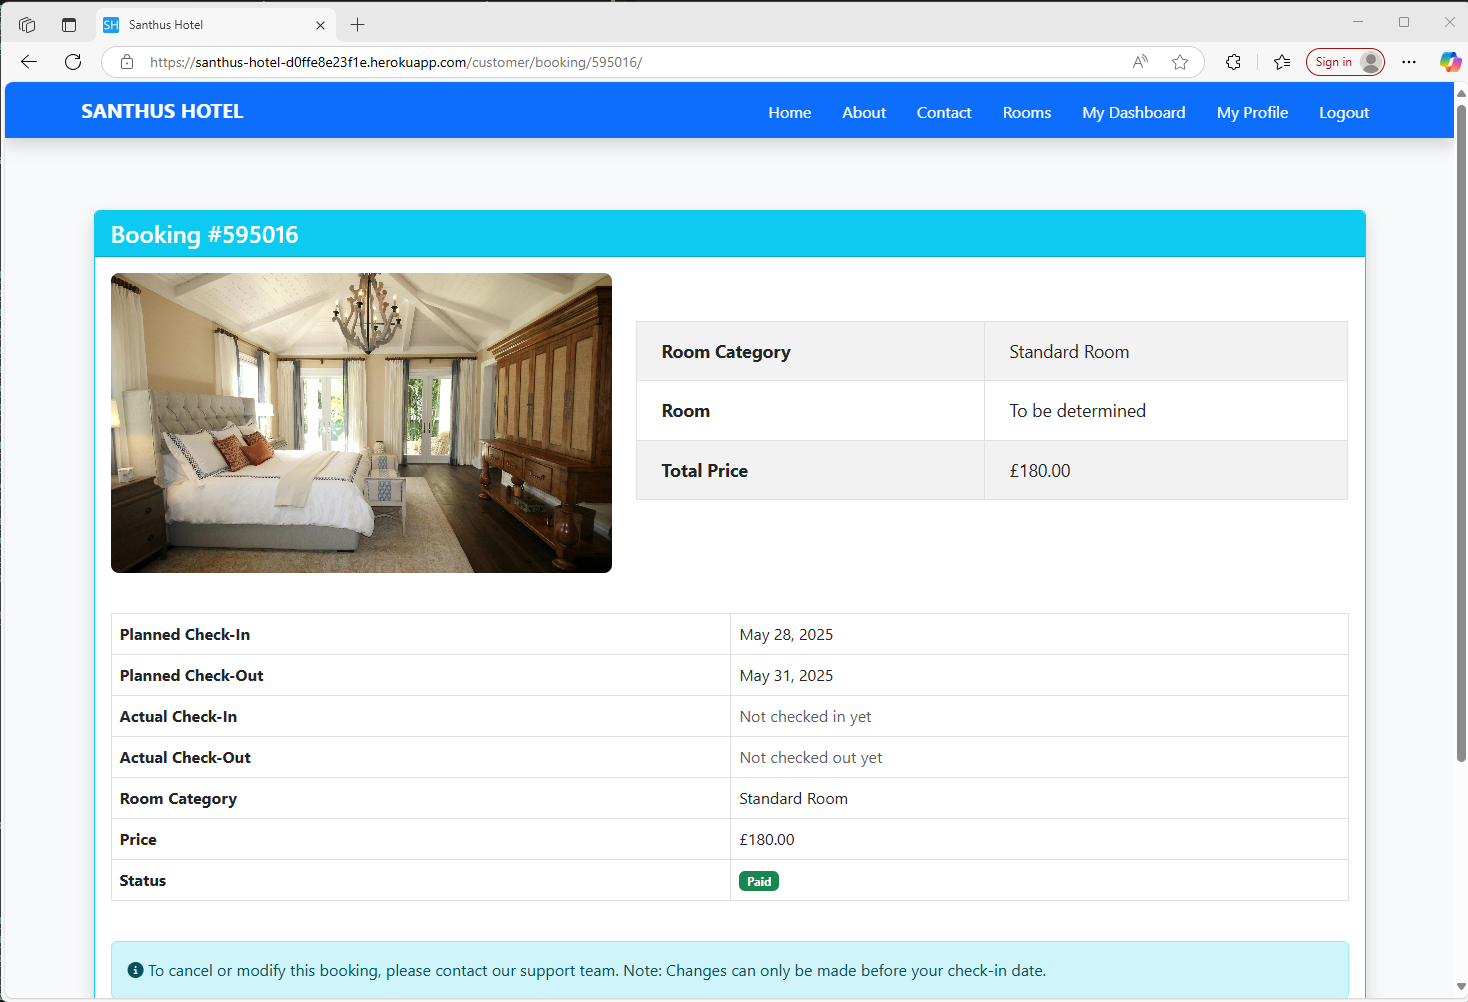 SH Santhus Hotel
https://santhus-hotel-d0ffe8e23f1e.herokuapp.com/customer/booking/595016/
Sign in
SANTHUS HOTEL Home About Contact Rooms My Dashboard My Profile Logout
Booking #595016
Room Category Standard Room
Room To be determined
Total Price £180.00
Planned Check-In May 28, 2025
Planned Check-Out May 31, 2025
Actual Check-In Not checked in yet
Actual Check-Out Not checked out yet
Room Category Standard Room
Price £180.00
Status Paid
To cancel or modify this booking, please contact our support team. Note: Changes can only be made before your check-in date.